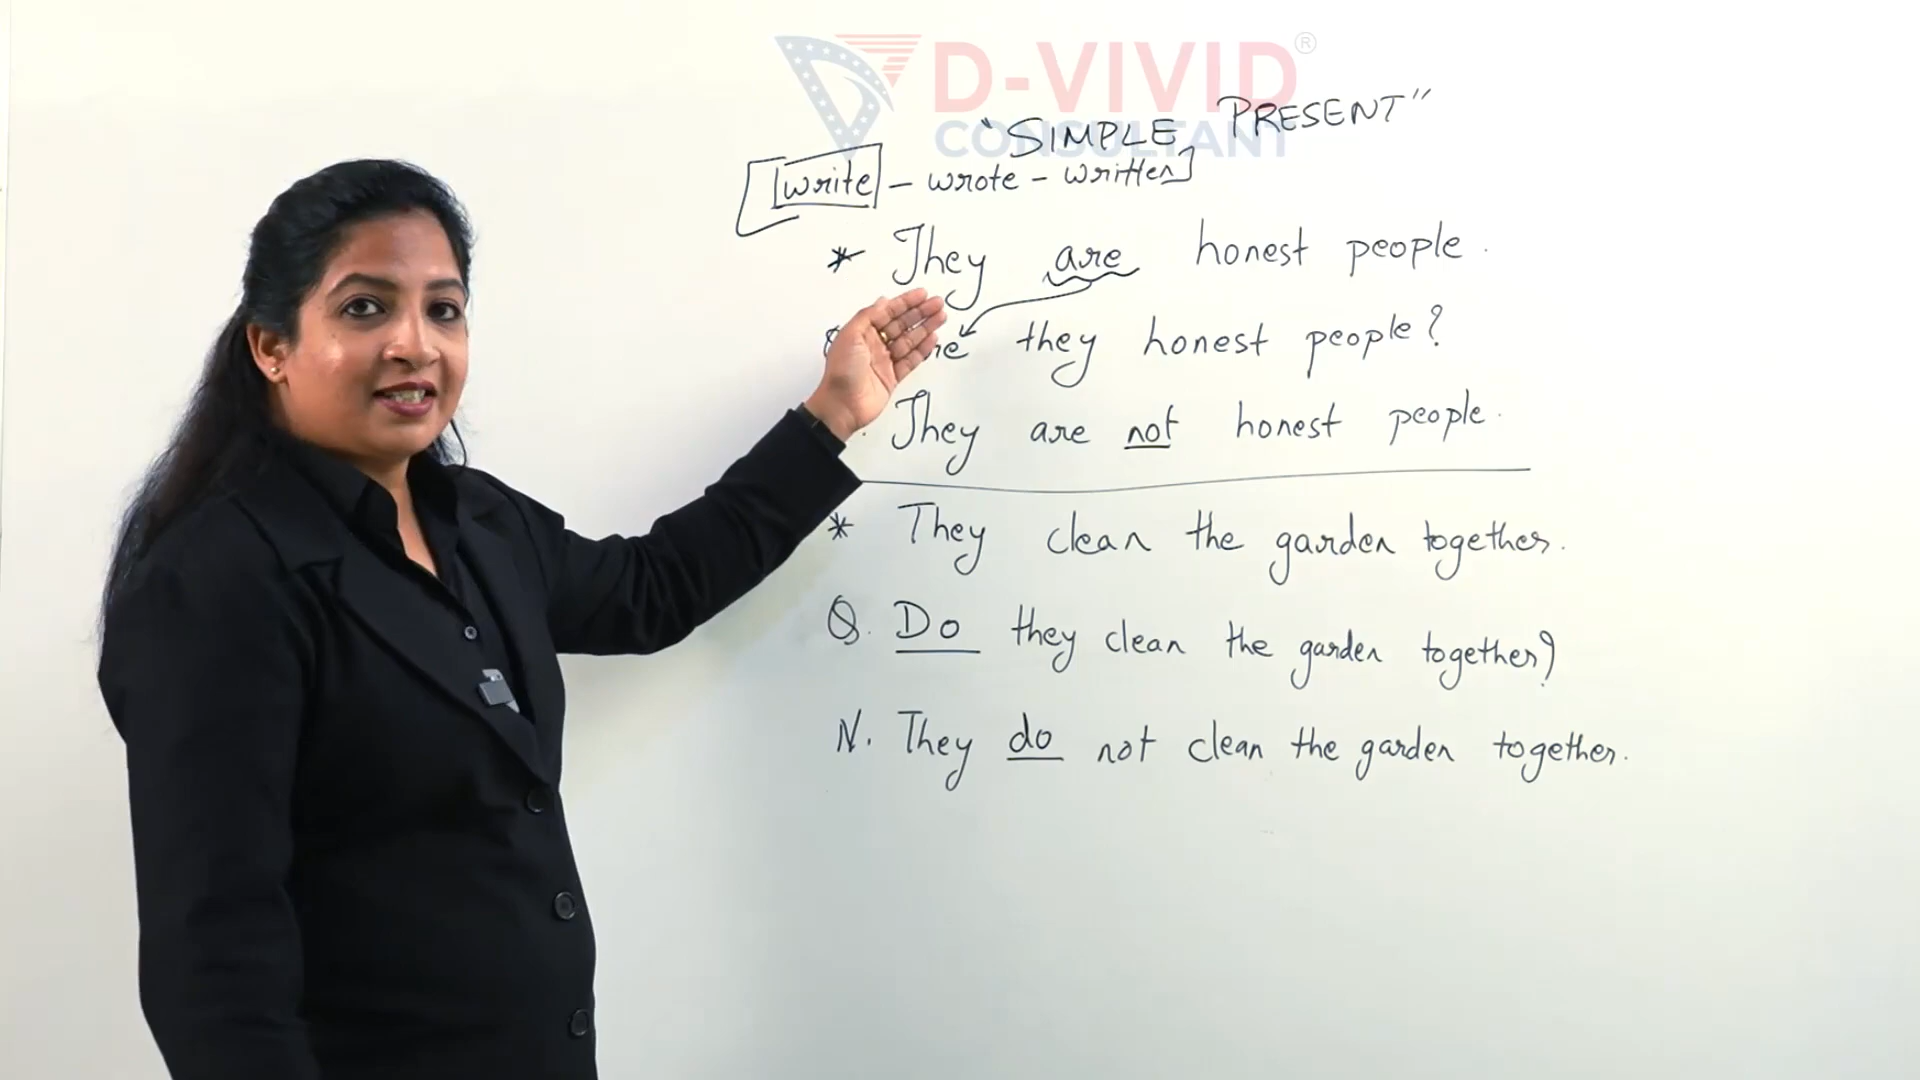 D-VIVID®
CONSULTANT
"SIMPLE PRESENT"
[write] - wrote - written]
* They are honest people.
they honest people?
They are not honest people.
* They clean the garden together.
Q. Do they clean the garden together?
N. They do not clean the garden together.